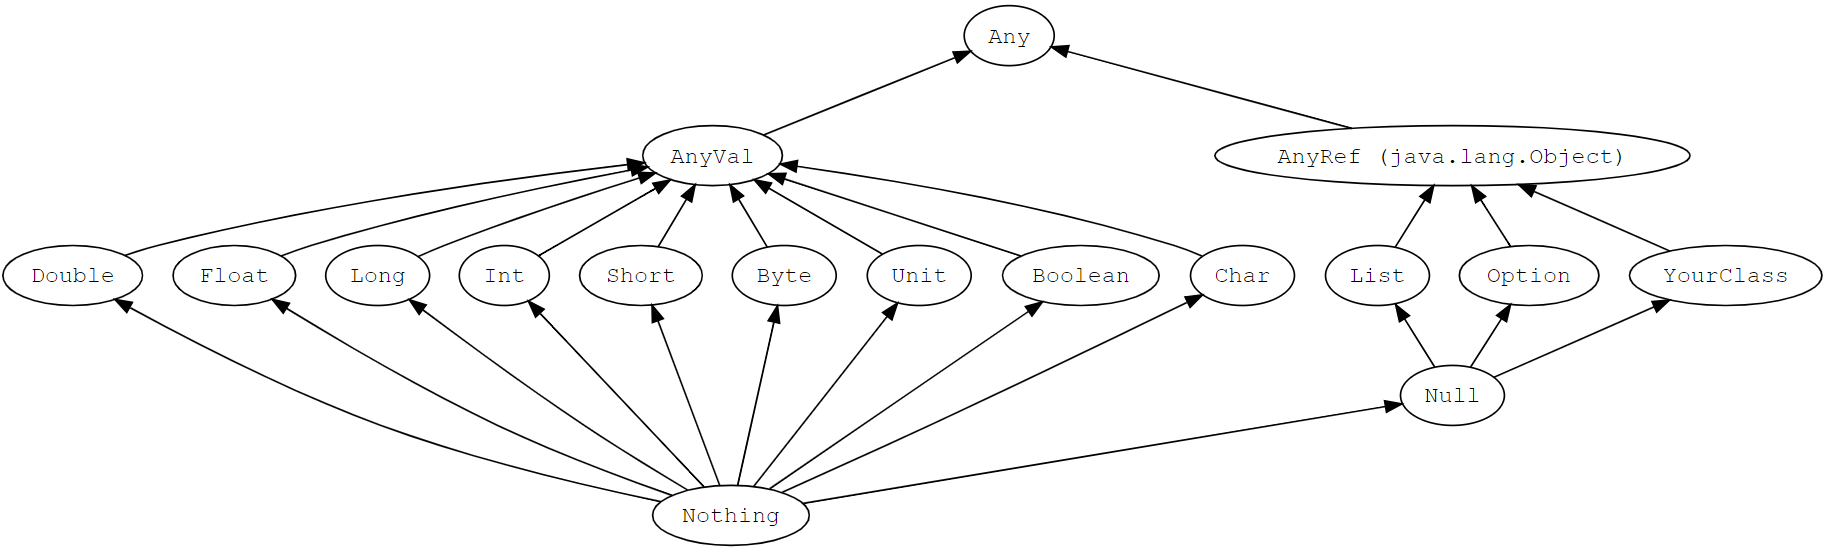 Any
AnyVal
AnyRef (java.lang.Object)
Double
Float
Long
Int
Short
Byte
Unit
Boolean
Char
List
Option
YourClass
Null
Nothing